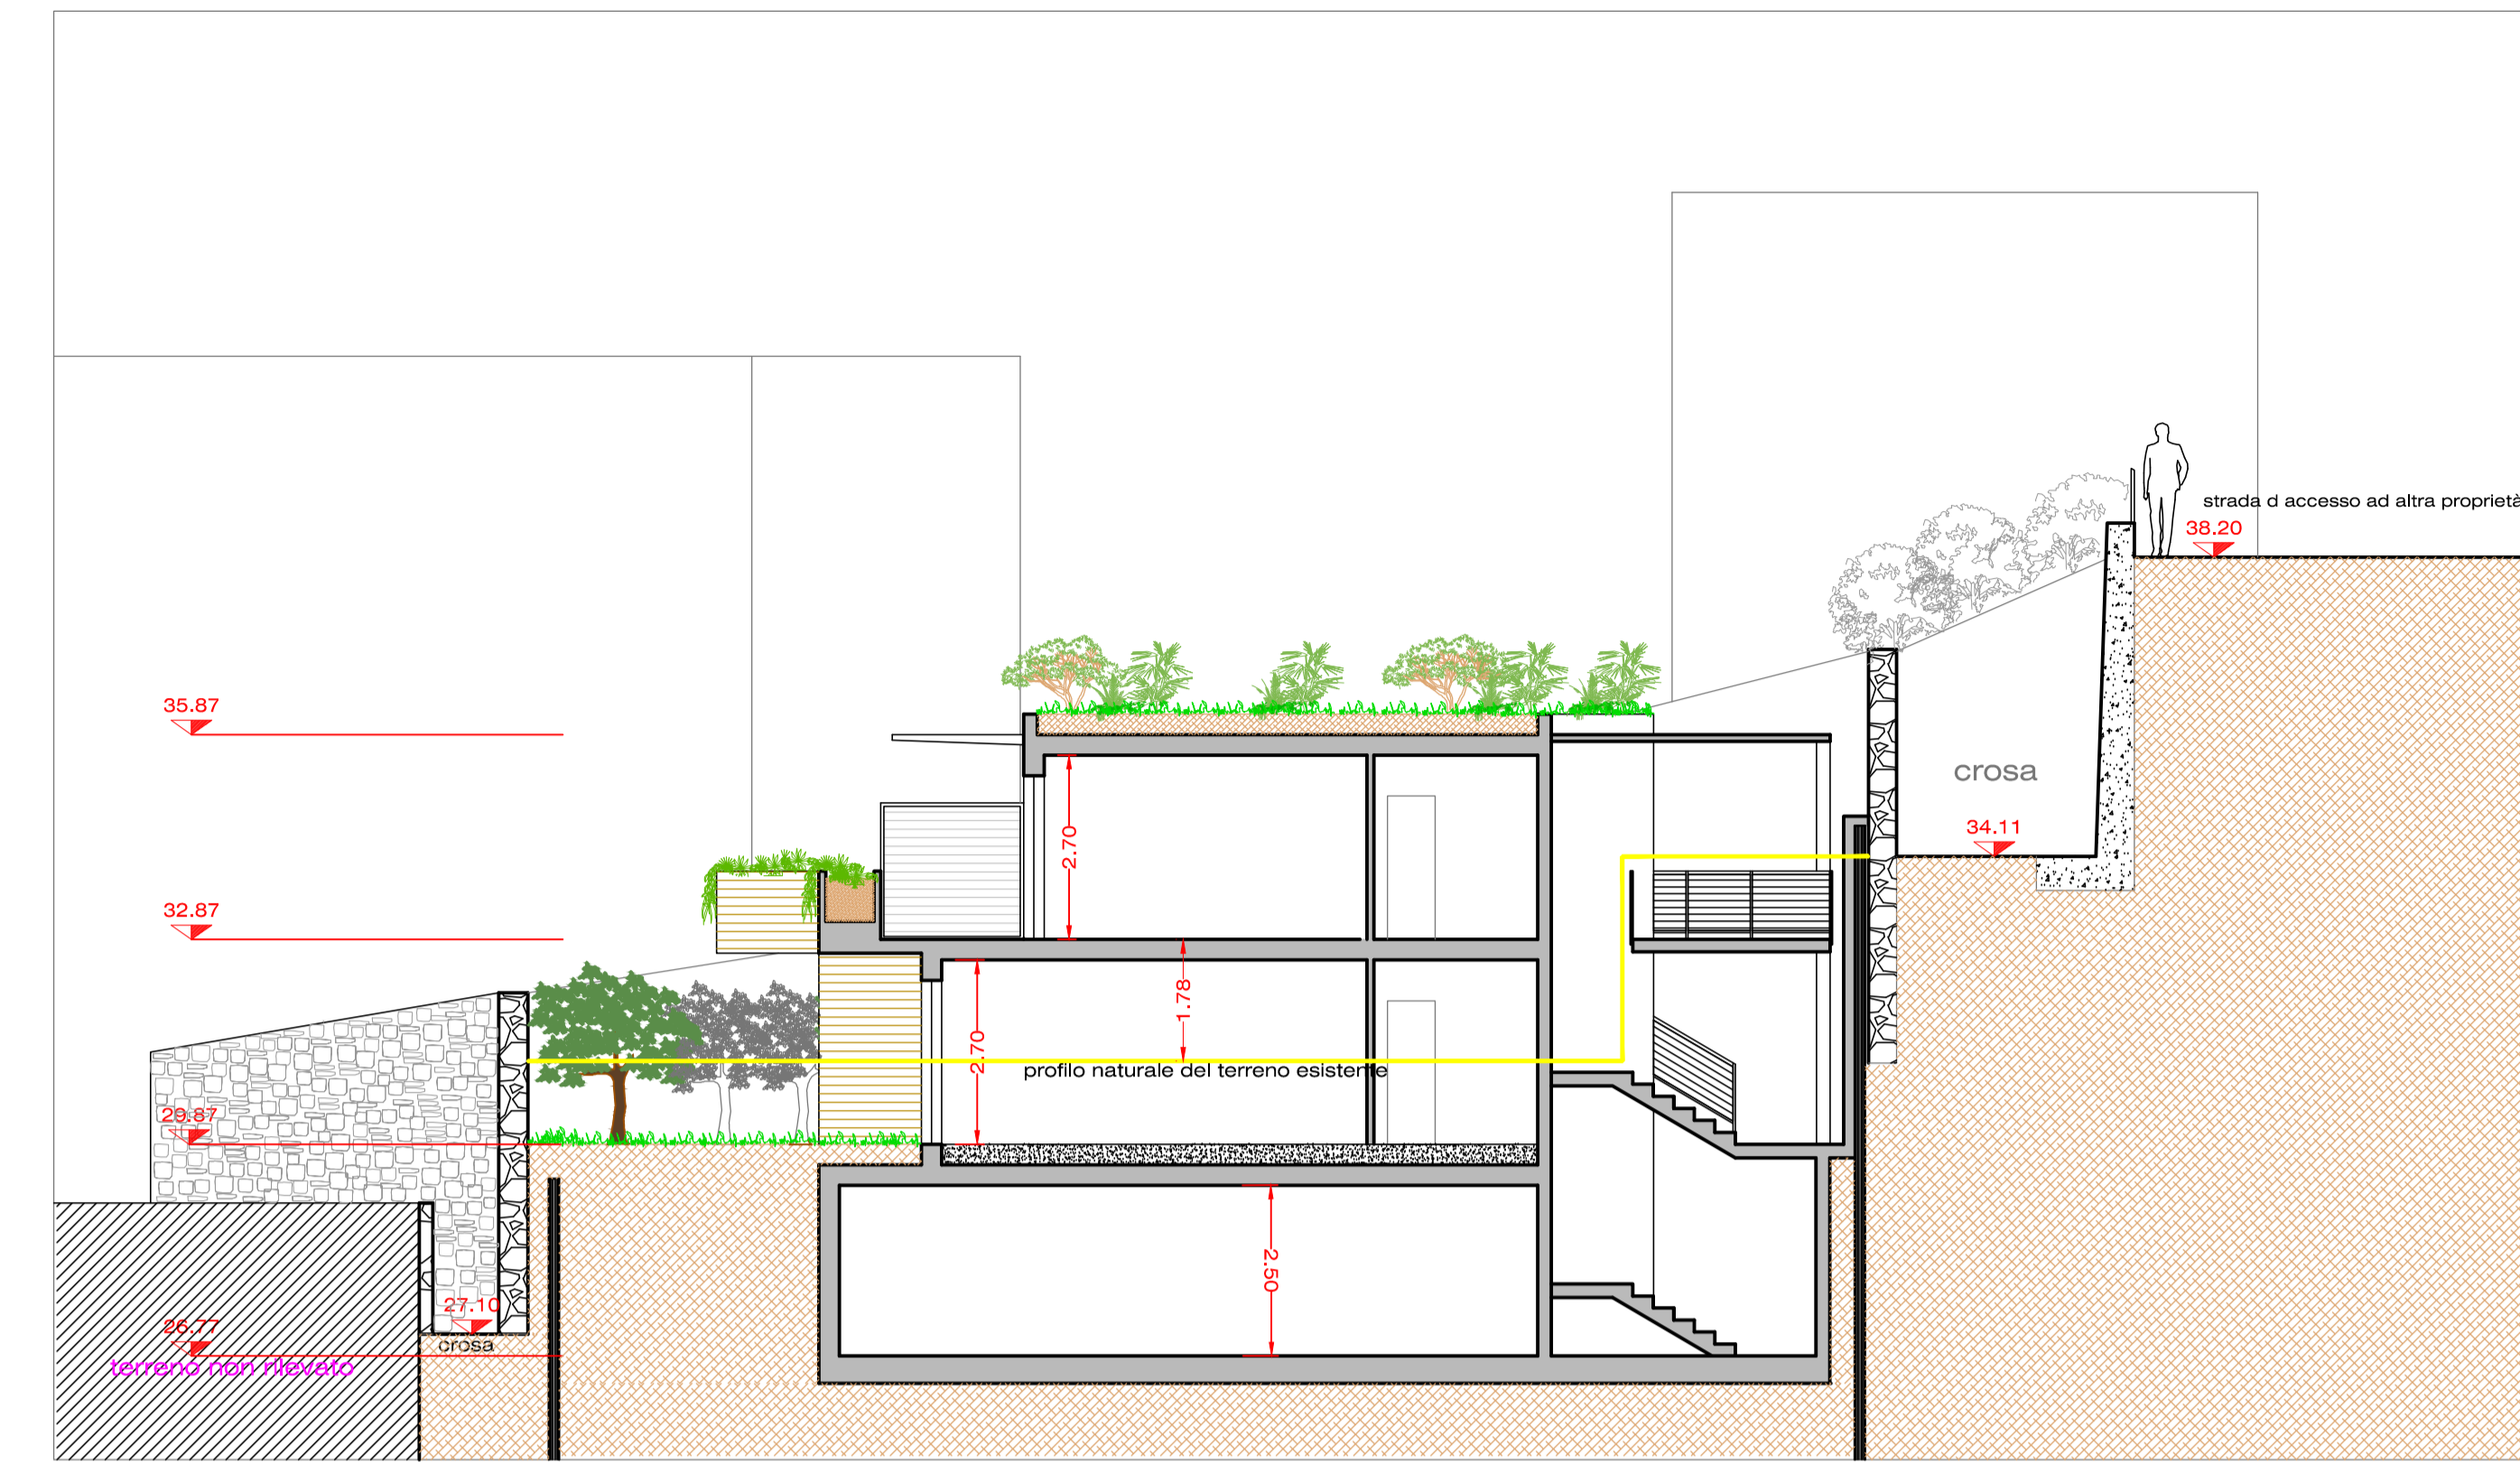 strada d accesso ad altra proprietà
38.20
35.87
crosa
34.11
2.70
32.87
1.78
2.70
profilo naturale del terreno esistente
29.87
2.50
27.10
26.77
crosa
terreno non rilevato